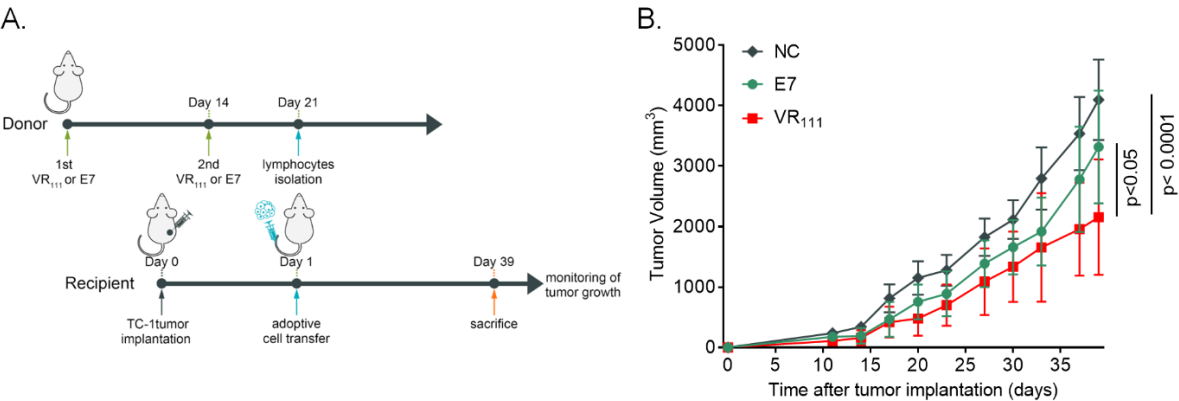 A.
Donor
Day 14
Day 21
1st
VR111 or E7
2nd
VR111 or E7
lymphocytes
isolation
Recipient
Day 0
Day 1
Day 39
monitoring of
tumor growth
TC-1tumor
implantation
adoptive
cell transfer
sacrifice
B.
NC
E7
VR111
Tumor Volume (mm3)
5000
4000
3000
2000
1000
0
0 5 10 15 20 25 30 35
Time after tumor implantation (days)
p<0.05
p< 0.0001